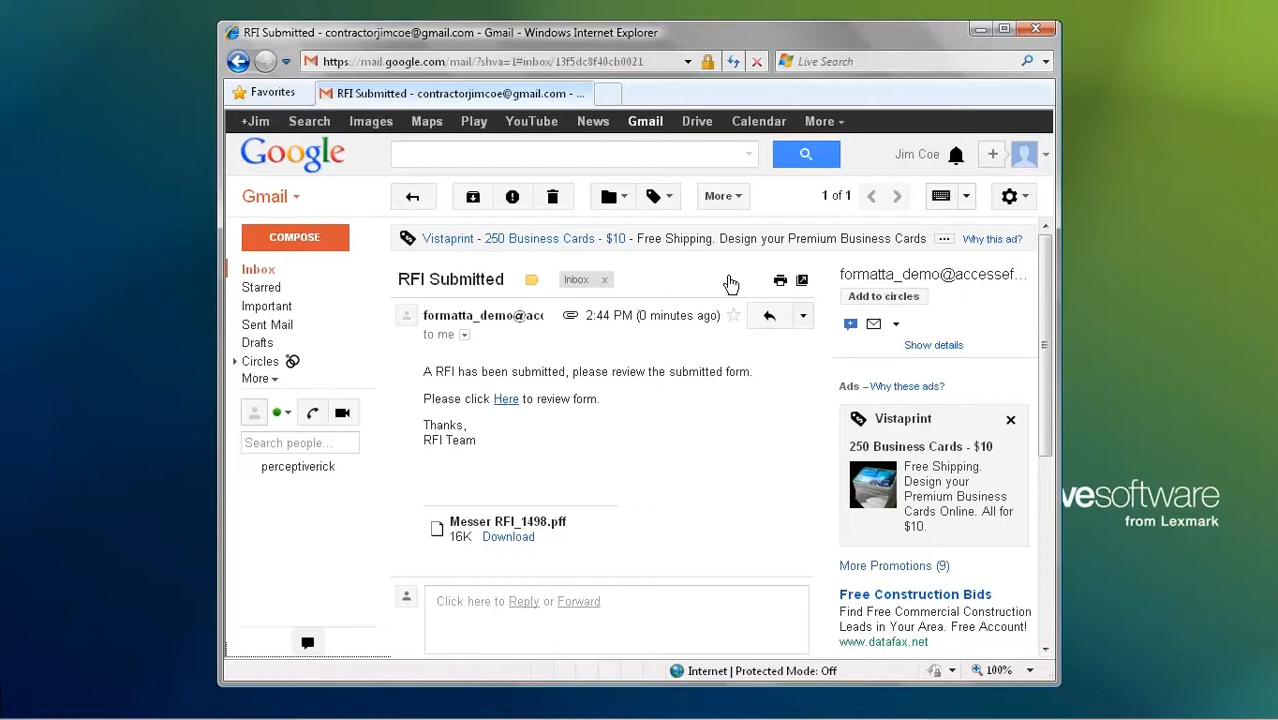 RFI Submitted - contractorjimcoe@gmail.com - Gmail - Windows Internet Explorer
https://mail.google.com/mail/?shva=1#inbox/13f5dc8f40cb0021
Live Search
Favorites
RFI Submitted - contractorjimcoe@gmail.com - ...
+Jim Search Images Maps Play YouTube News Gmail Drive Calendar More
Google
Jim Coe
Gmail
More
1 of 1
COMPOSE
Vistaprint - 250 Business Cards - $10 - Free Shipping. Design your Premium Business Cards
Why this ad?
Inbox
Starred
Important
Sent Mail
Drafts
Circles
More
Search people...
perceptiverick
RFI Submitted
Inbox x
formatta_demo@acc
2:44 PM (0 minutes ago)
to me
A RFI has been submitted, please review the submitted form.
Please click Here to review form.
Thanks,
RFI Team
Messer RFI_1498.pff
16K Download
Click here to Reply or Forward
formatta_demo@accessef...
Add to circles
Show details
Ads – Why these ads?
Vistaprint
250 Business Cards - $10
Free Shipping.
Design your
Premium Business
Cards Online. All for
$10.
More Promotions (9)
Free Construction Bids
Find Free Commercial Construction
Leads in Your Area. Free Account!
www.datafax.net
Internet | Protected Mode: Off
100%
vesoftware
from Lexmark